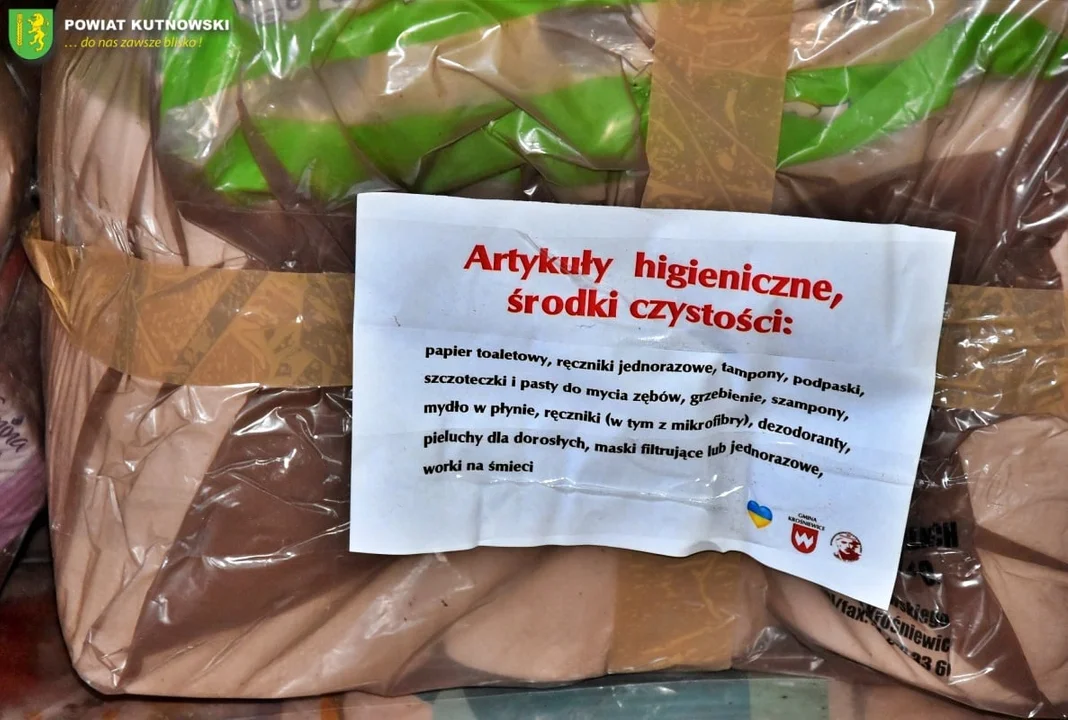 POWIAT KUTNOWSKI
... do nas zawsze blisko!
Artykuły higieniczne,
środki czystości:
papier toaletowy, ręczniki jednorazowe, tampony, podpaski,
szczoteczki i pasty do mycia zębów, grzebienie, szampony,
mydło w płynie, ręczniki (w tym z mikrofibry), dezodoranty,
pieluchy dla dorosłych, maski filtrujące lub jednorazowe,
worki na śmieci
GMINA
KROŚNIEWICE